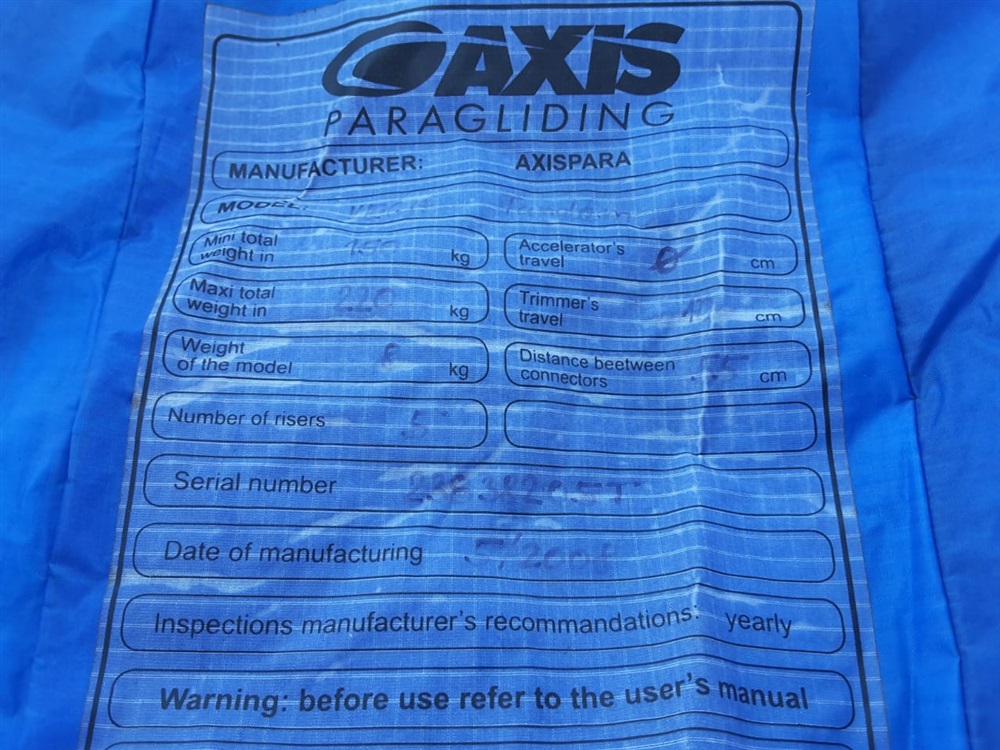 AXIS
PARAGLIDING
MANUFACTURER: AXISPARA
MODEL:
Mini total
weight in kg
Accelerator's
travel cm
Maxi total
weight in 220 kg
Trimmer's
travel cm
Weight
of the model kg
Distance beetween
connectors cm
Number of risers 5
Serial number
Date of manufacturing
Inspections manufacturer's recommandations: yearly
Warning: before use refer to the user's manual